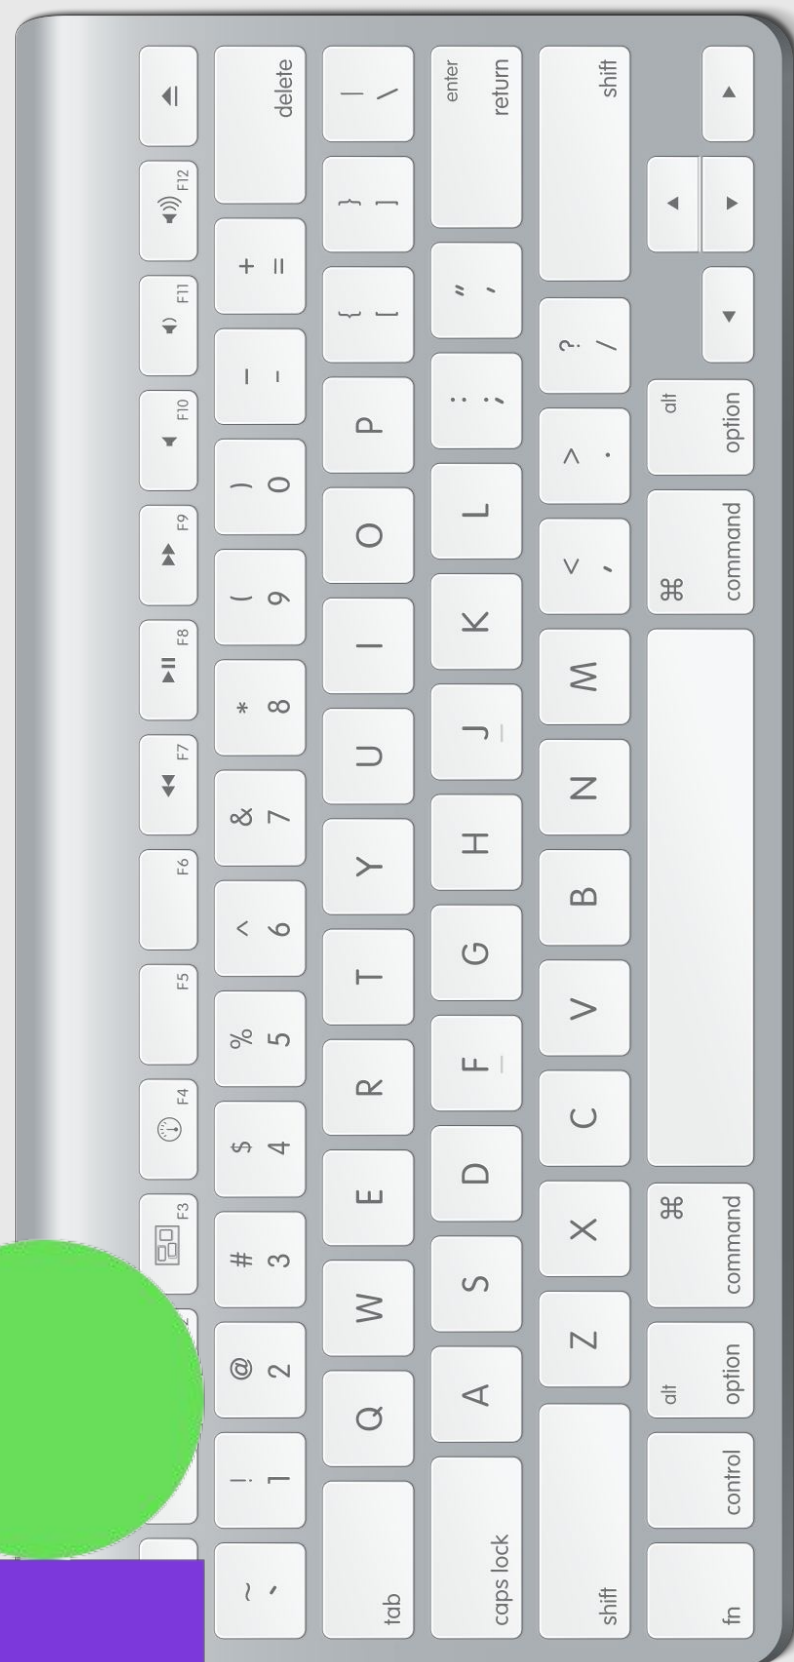 F3 F4 F5 F6 F7 F8 F9 F10 F11 F12
~ ! @ # $ % ^ & * ( ) — + delete
` 1 2 3 4 5 6 7 8 9 0 - =
tab Q W E R T Y U I O P { } |
[ ] \
caps lock A S D F G H J K L : " enter
; ' return
shift Z X C V B N M < > ? shift
, . /
alt ⌘ ⌘ alt
fn control option command command option